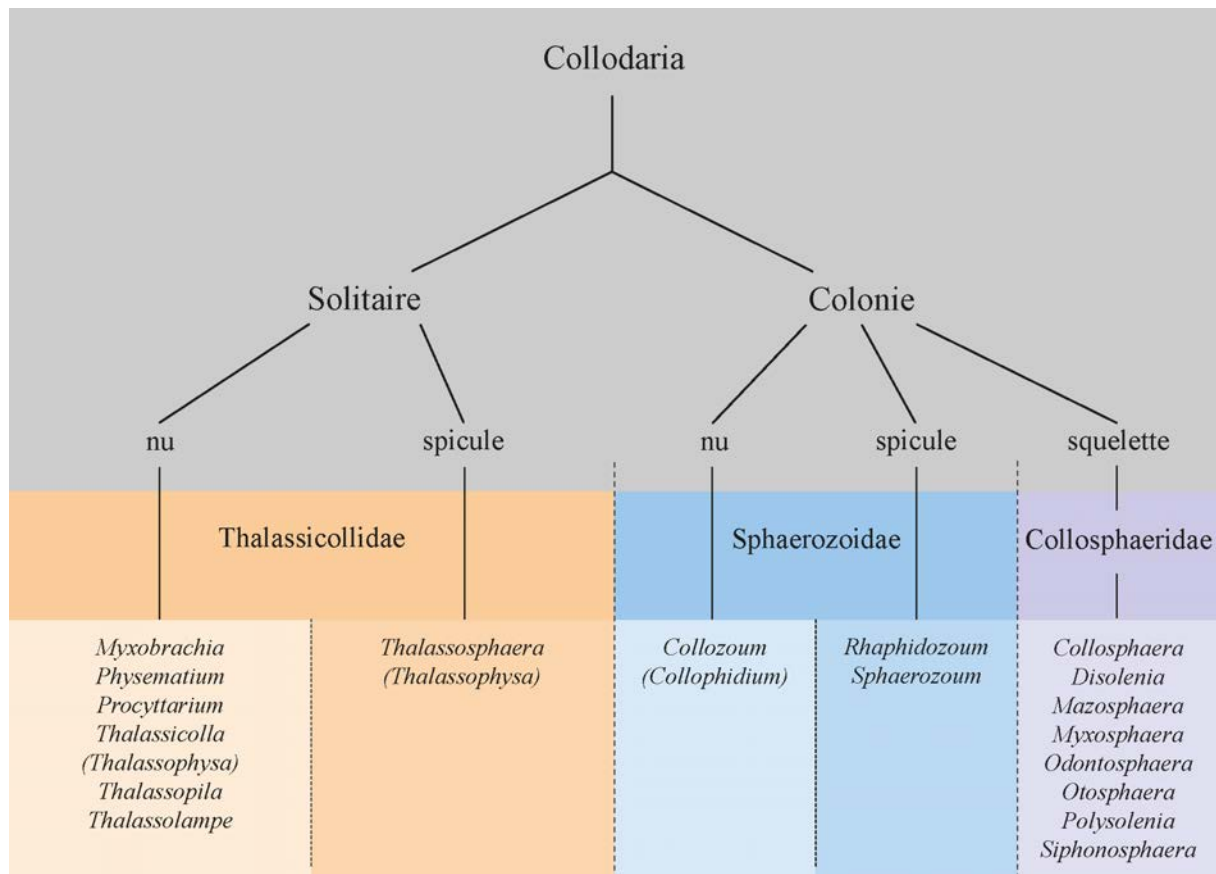 Collodaria
Solitaire
Colonie
nu
spicule
nu
spicule
squelette
Thalassicollidae
Sphaerozoidae
Collosphaeridae
Myxobrachia
Physematium
Procyttarium
Thalassicolla
(Thalassophysa)
Thalassopila
Thalassolampe
Thalassosphaera
(Thalassophysa)
Collozoum
(Collophidium)
Rhaphidozoum
Sphaerozoum
Collosphaera
Disolenia
Mazosphaera
Myxosphaera
Odontosphaera
Otosphaera
Polysolenia
Siphonosphaera